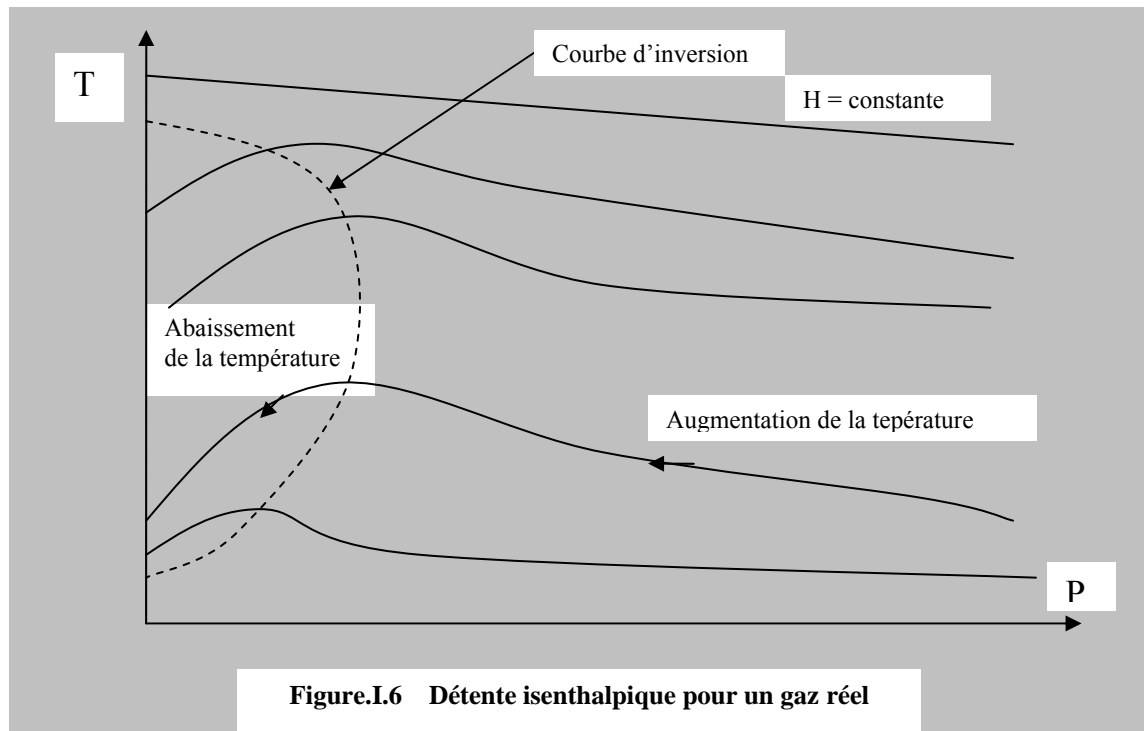 Courbe d'inversion
T
H = constante
Abaissement
de la température
Augmentation de la tepérature
P
Figure.I.6 Détente isenthalpique pour un gaz réel